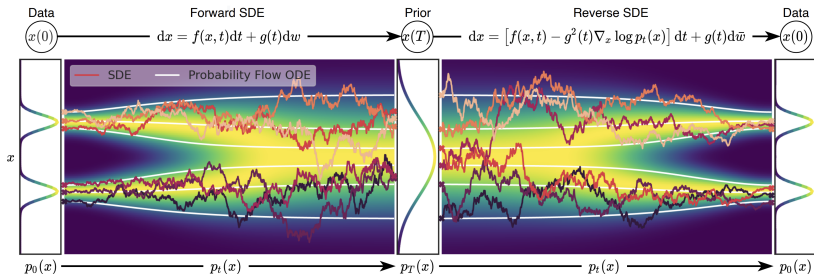 Data Forward SDE Prior Reverse SDE Data
x(0) dx = f(x, t)dt + g(t)dw x(T) dx = [f(x, t) − g²(t)∇ₓ log pₜ(x)] dt + g(t)dw̄ x(0)
SDE Probability Flow ODE
x
p₀(x) pₜ(x) p_T(x) pₜ(x) p₀(x)